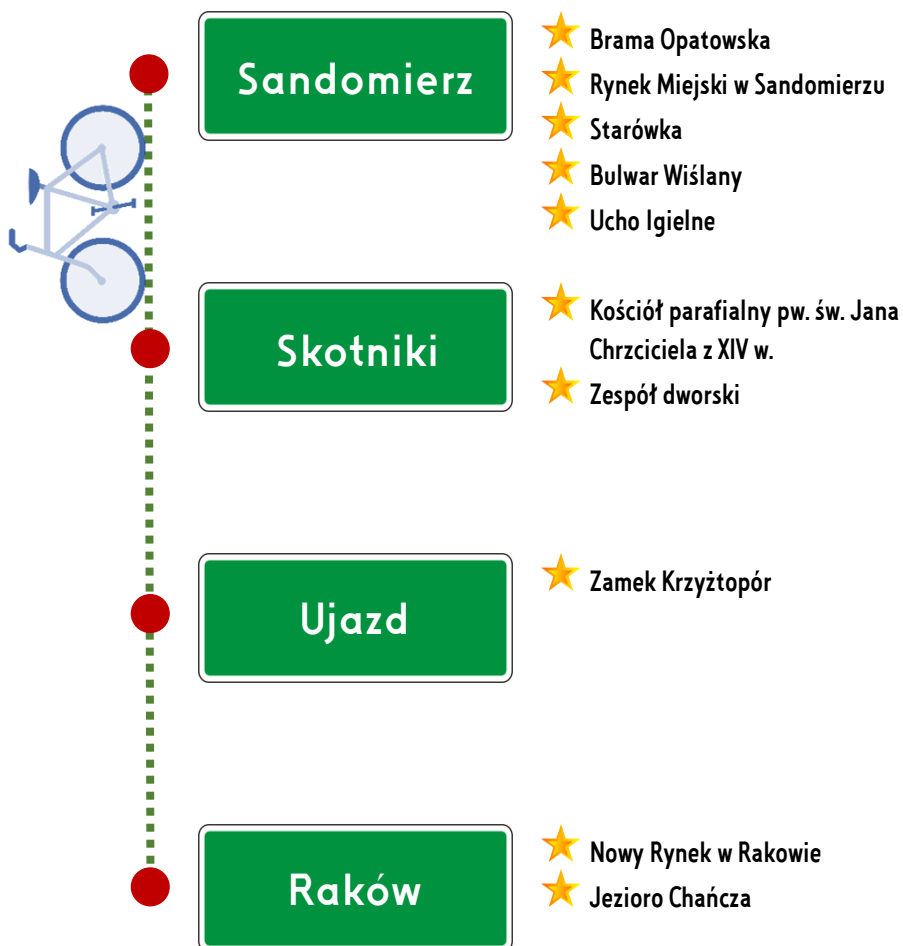 Sandomierz
Brama Opatowska
Rynek Miejski w Sandomierzu
Starówka
Bulwar Wiślany
Ucho Igielne
Skotniki
Kościół parafialny pw. św. Jana
Chrzciciela z XIV w.
Zespół dworski
Ujazd
Zamek Krzyżtopór
Raków
Nowy Rynek w Rakowie
Jezioro Chańcza